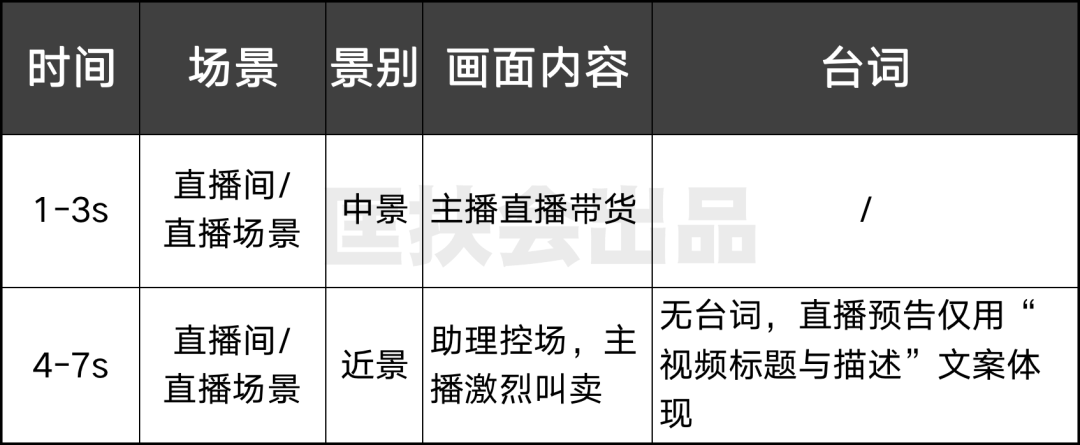 时间 场景 景别 画面内容 台词
1-3s 直播间/
直播场景 中景 主播直播带货 /
4-7s 直播间/
直播场景 近景 助理控场，主
播激烈叫卖 无台词，直播预告仅用“
视频标题与描述”文案体
现
匡扶会出品